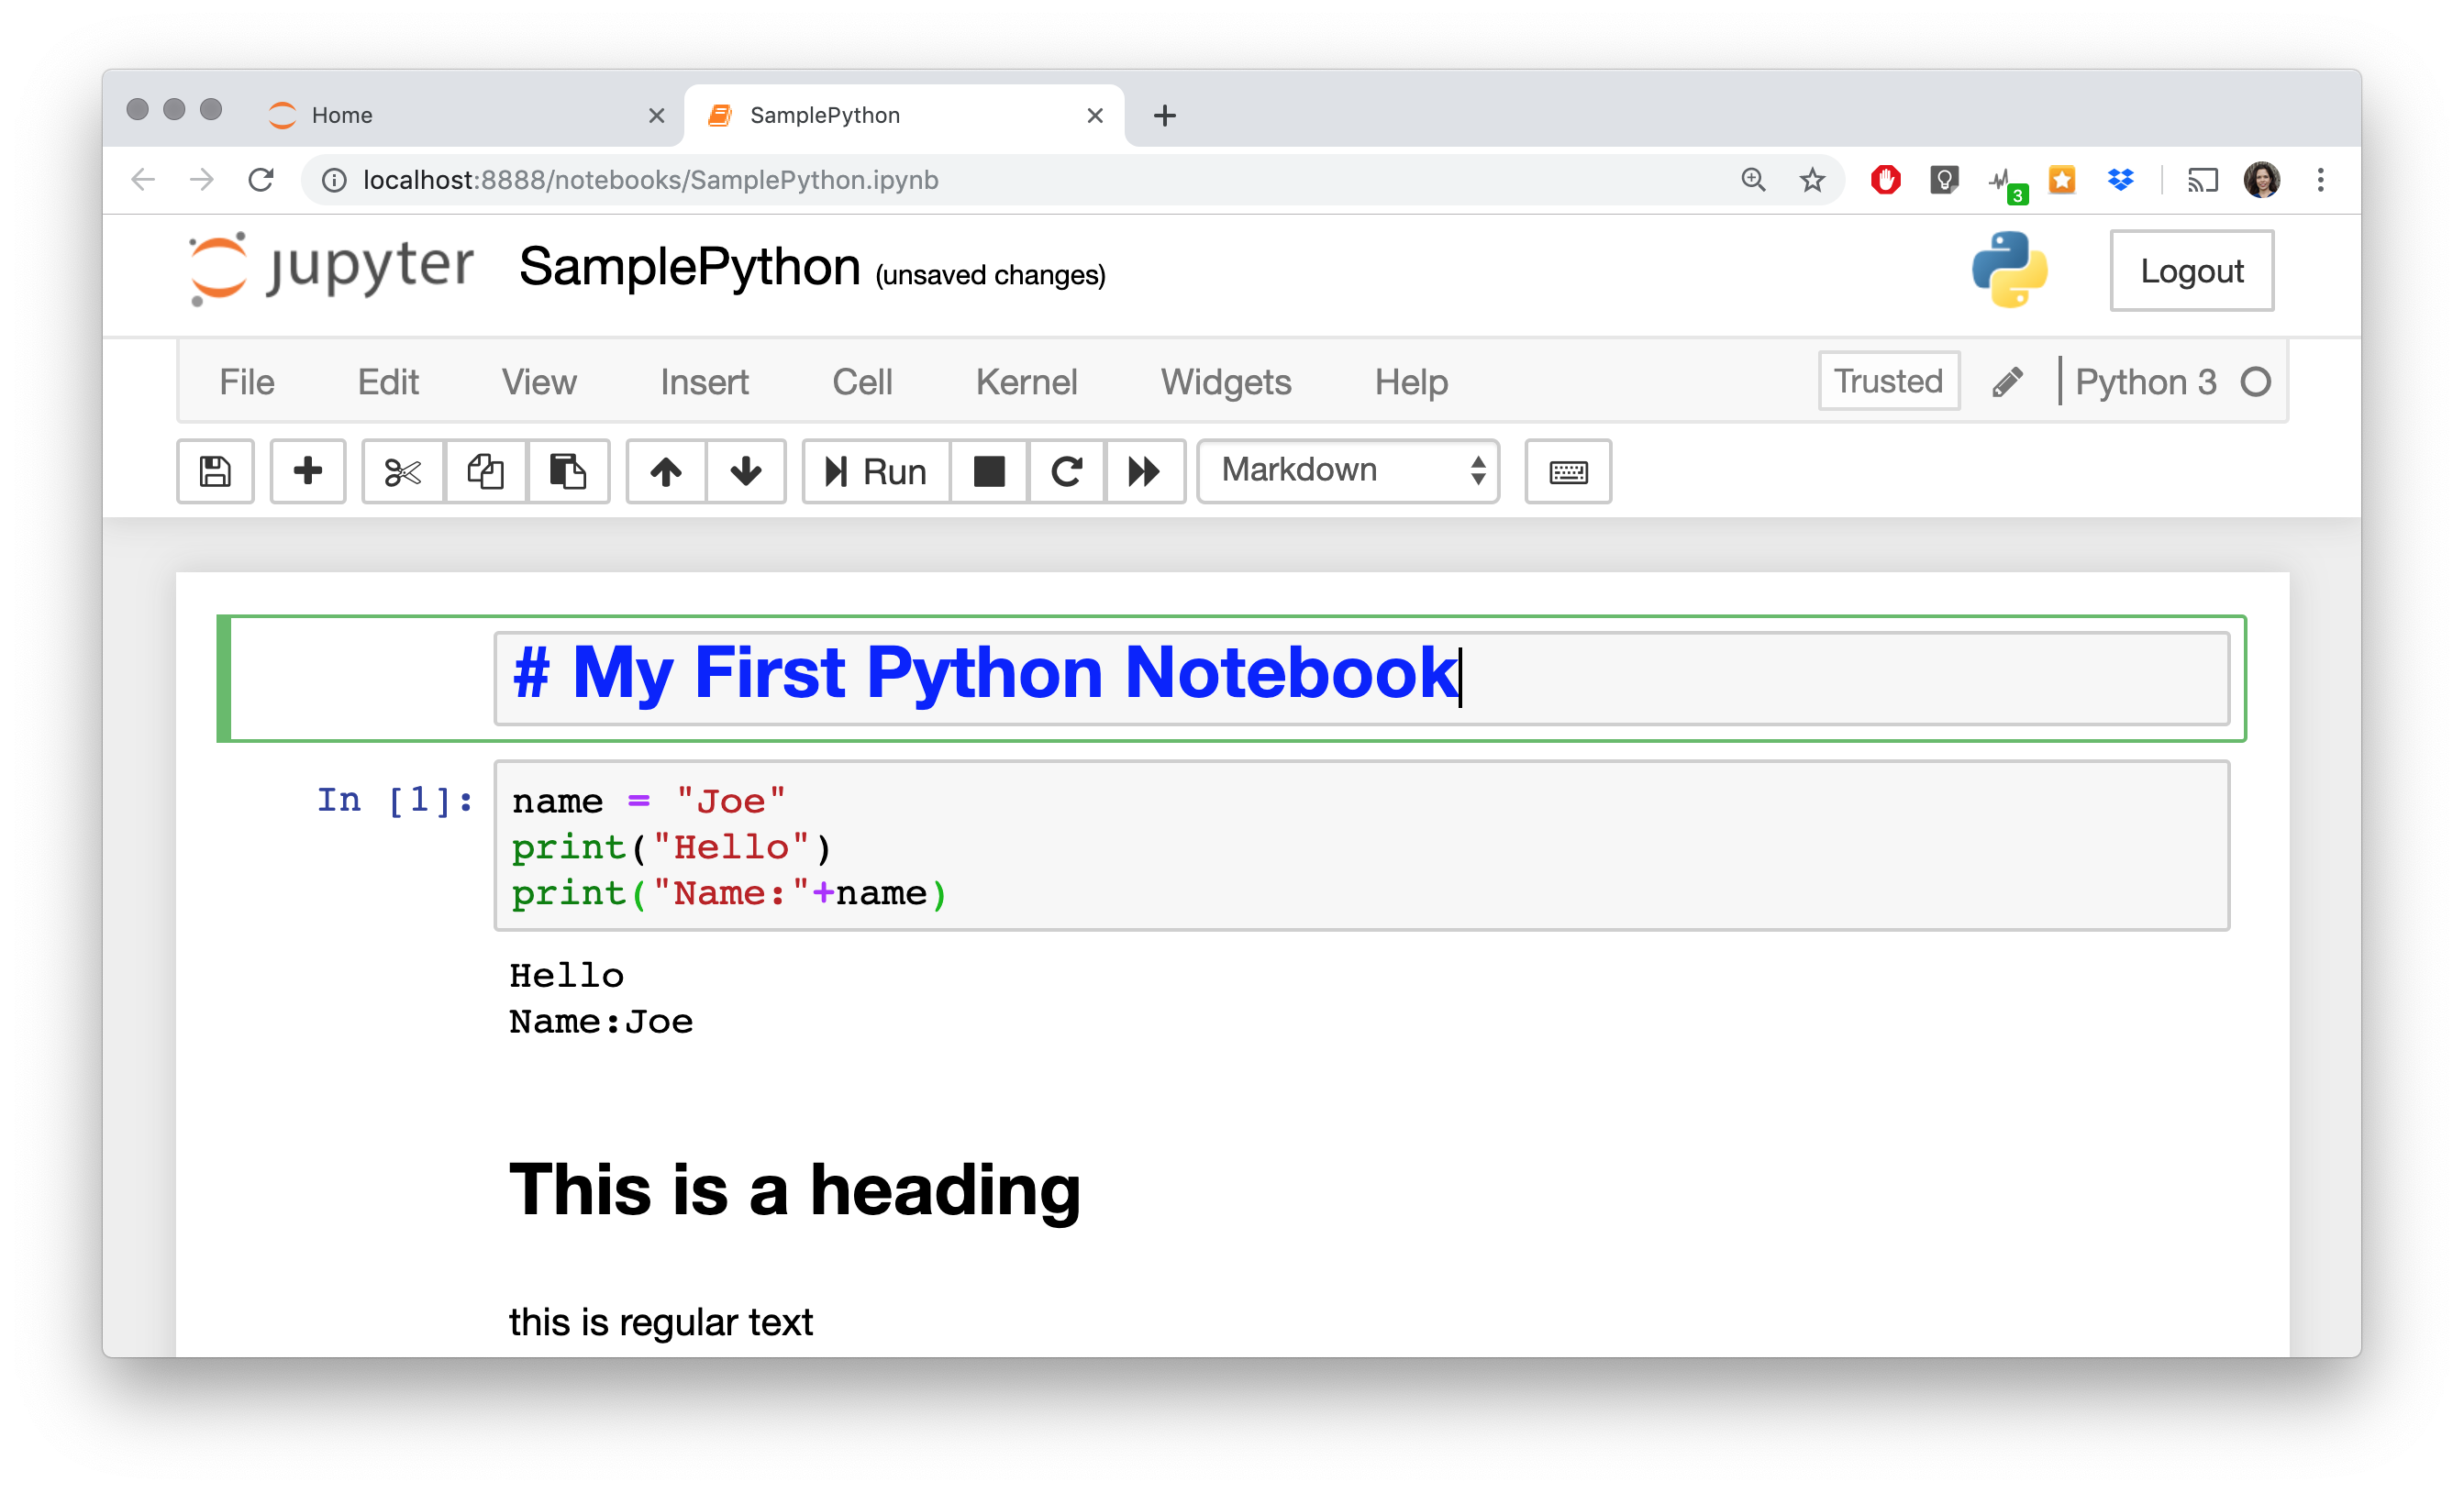 Home
SamplePython
localhost:8888/notebooks/SamplePython.ipynb
3
jupyter SamplePython (unsaved changes)
Logout
File Edit View Insert Cell Kernel Widgets Help Trusted Python 3
Run Markdown
# My First Python Notebook
In [1]: name = "Joe"
print("Hello")
print("Name:"+name)
Hello
Name:Joe
This is a heading
this is regular text